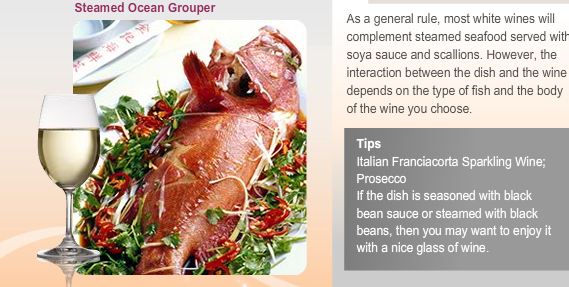 Steamed Ocean Grouper
As a general rule, most white wines will
complement steamed seafood served with
soya sauce and scallions. However, the
interaction between the dish and the wine
depends on the type of fish and the body
of the wine you choose.
Tips
Italian Franciacorta Sparkling Wine;
Prosecco
If the dish is seasoned with black
bean sauce or steamed with black
beans, then you may want to enjoy it
with a nice glass of wine.